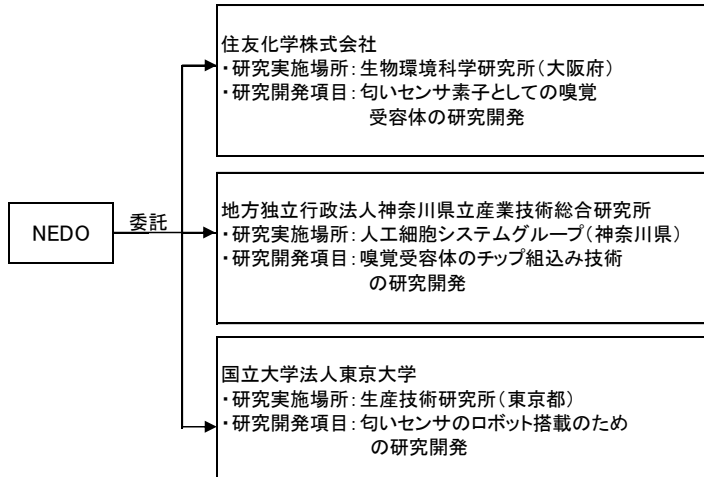 NEDO
委託
住友化学株式会社
・研究実施場所：生物環境科学研究所（大阪府）
・研究開発項目：匂いセンサ素子としての嗅覚
受容体の研究開発
地方独立行政法人神奈川県立産業技術総合研究所
・研究実施場所：人工細胞システムグループ（神奈川県）
・研究開発項目：嗅覚受容体のチップ組込み技術
の研究開発
国立大学法人東京大学
・研究実施場所：生産技術研究所（東京都）
・研究開発項目：匂いセンサのロボット搭載のため
の研究開発